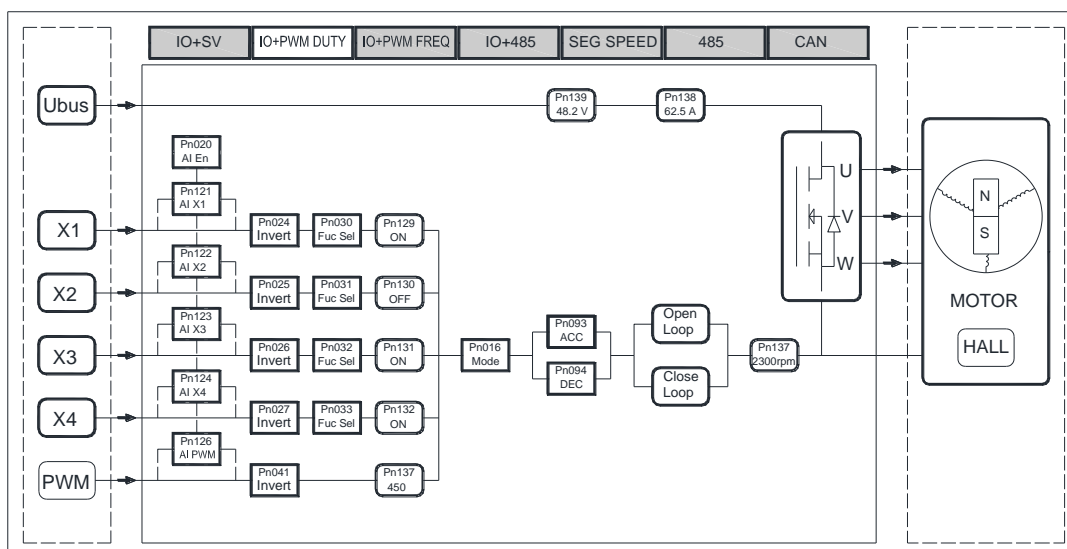 IO+SV IO+PWM DUTY IO+PWM FREQ IO+485 SEG SPEED 485 CAN
Ubus
Pn139
48.2 V
Pn138
62.5 A
Pn020
AI En
U
V
W
N
S
MOTOR
HALL
Pn121
AI X1
X1
Pn024
Invert
Pn030
Fuc Sel
Pn129
ON
Pn122
AI X2
X2
Pn025
Invert
Pn031
Fuc Sel
Pn130
OFF
Pn123
AI X3
X3
Pn026
Invert
Pn032
Fuc Sel
Pn131
ON
Pn016
Mode
Pn093
ACC
Pn094
DEC
Open
Loop
Close
Loop
Pn137
2300rpm
Pn124
AI X4
X4
Pn027
Invert
Pn033
Fuc Sel
Pn132
ON
Pn126
AI PWM
PWM
Pn041
Invert
Pn137
450